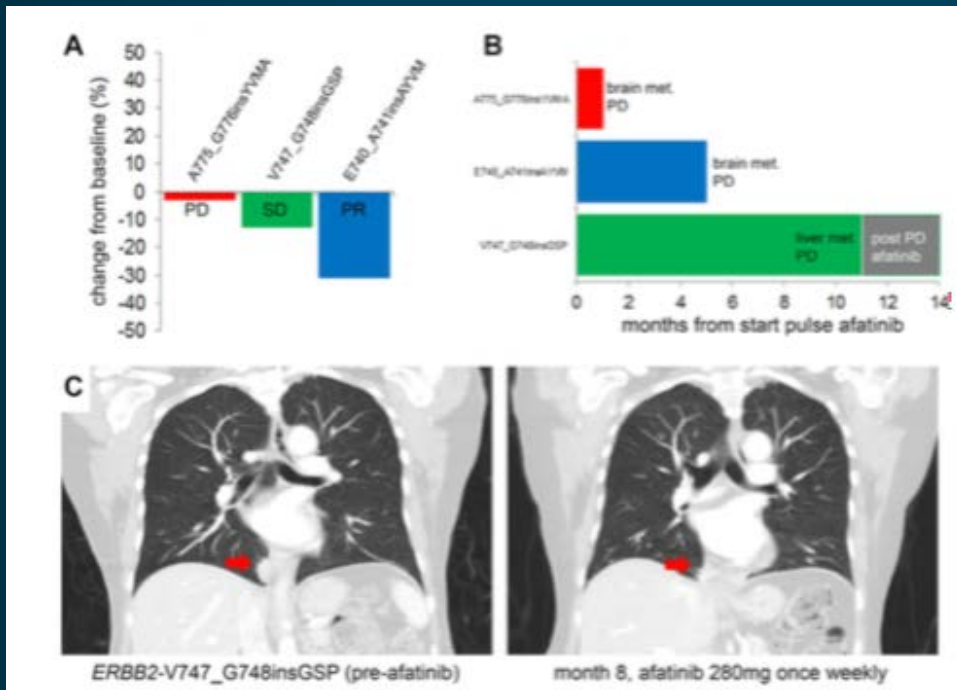 A
change from baseline (%)
50
40
30
20
10
0
-10
-20
-30
-40
-50
A775_G776insYVMA
V747_G748insGSP
E740_A741insAYVM
PD
SD
PR
B
A775_G776insYVMA
brain met.
PD
brain met.
PD
V747_G748insGSP
liver met.
PD
post PD
afatinib
0 2 4 6 8 10 12 14
months from start pulse afatinib
C
ERBB2-V747_G748insGSP (pre-afatinib)
month 8, afatinib 280mg once weekly